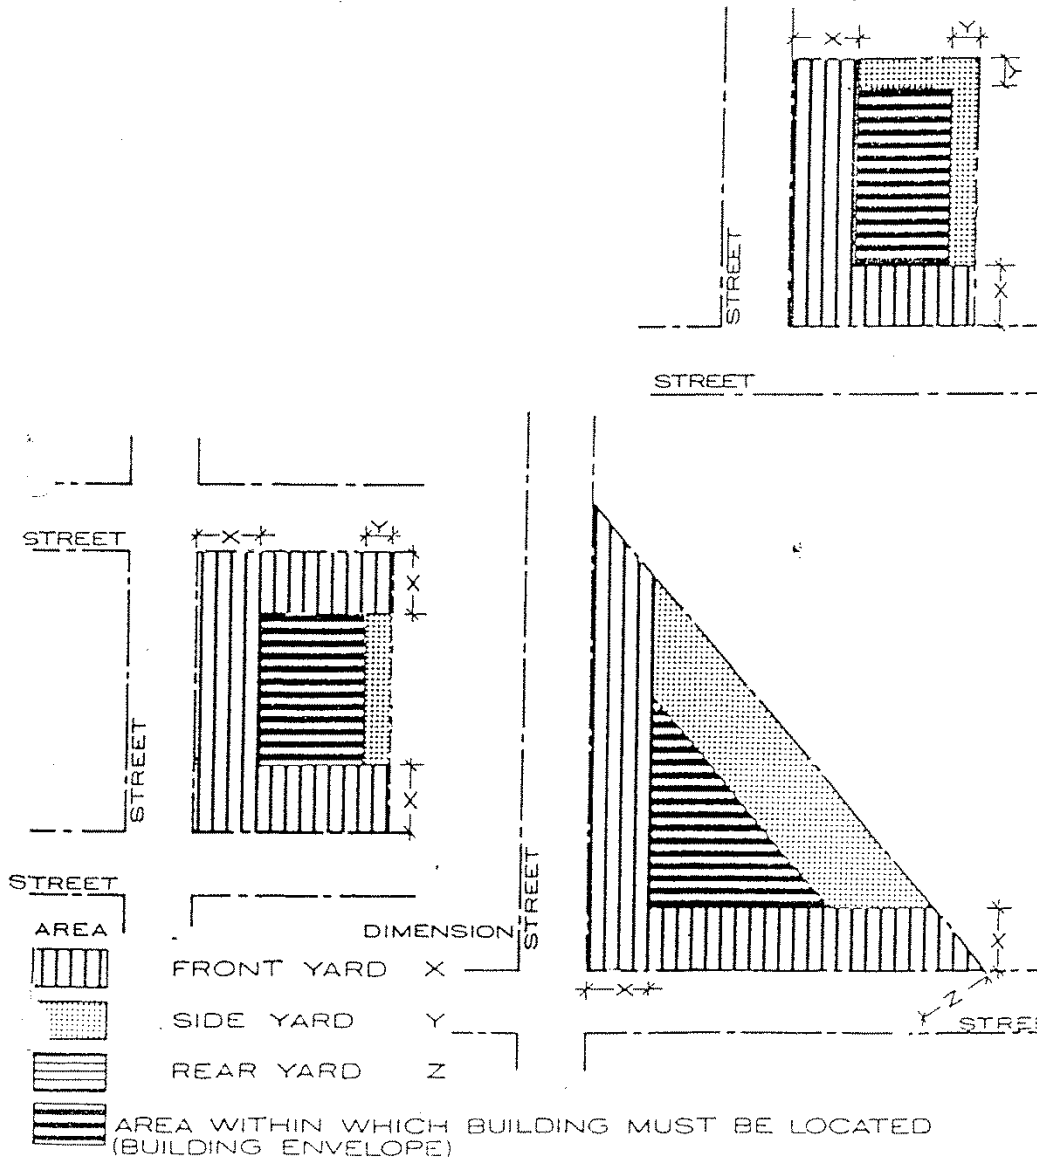 X
Y
Y
STREET
X
STREET
STREET
X
Y
X
STREET
X
STREET
STREET
X
X
Z
STREE
AREA
DIMENSION
FRONT YARD X
SIDE YARD Y
REAR YARD Z
AREA WITHIN WHICH BUILDING MUST BE LOCATED
(BUILDING ENVELOPE)